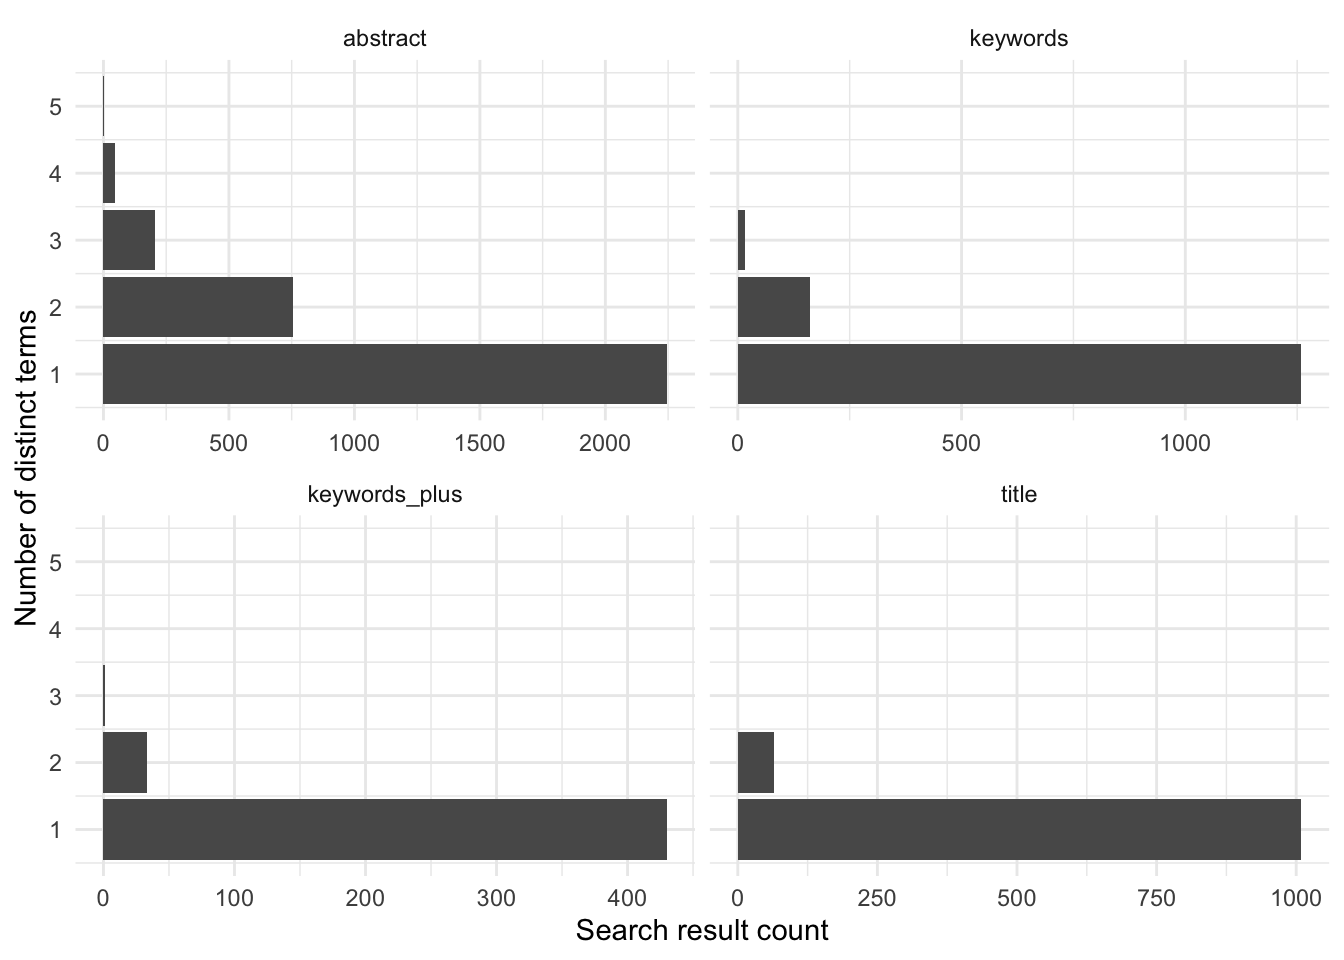 abstract
keywords
5
4
3
2
1
0 500 1000 1500 2000
0 500 1000
keywords_plus
title
5
4
3
2
1
0 100 200 300 400
0 250 500 750 1000
Number of distinct terms
Search result count